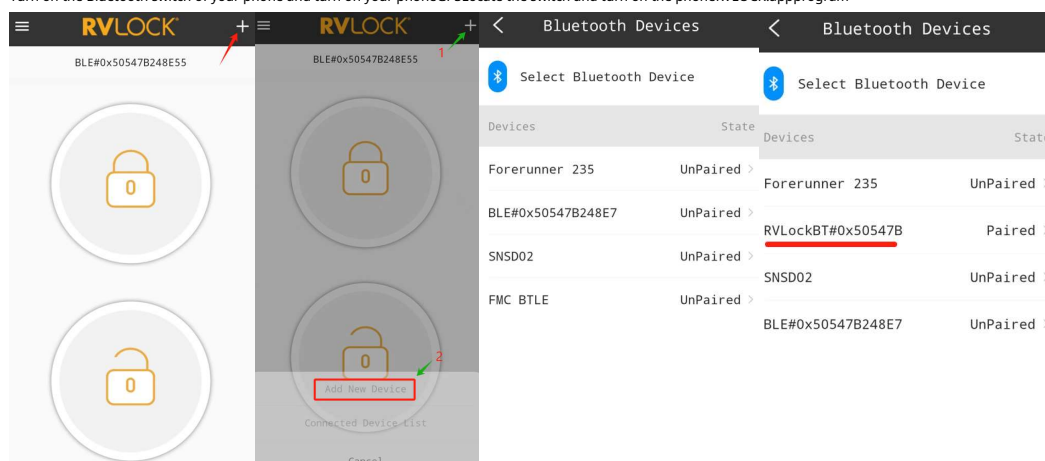 RVLOCK
+
BLE#0x50547B248E55
0
0
RVLOCK
+
1
BLE#0x50547B248E55
0
0
2
Add New Device
Connected Device List
Cancel
< Bluetooth Devices
Select Bluetooth Device
Devices State
Forerunner 235 UnPaired >
BLE#0x50547B248E7 UnPaired >
SNSD02 UnPaired >
FMC BTLE UnPaired >
< Bluetooth Devices
Select Bluetooth Device
Devices Stat
Forerunner 235 UnPaired
RVLockBT#0x50547B Paired
SNSD02 UnPaired
BLE#0x50547B248E7 UnPaired